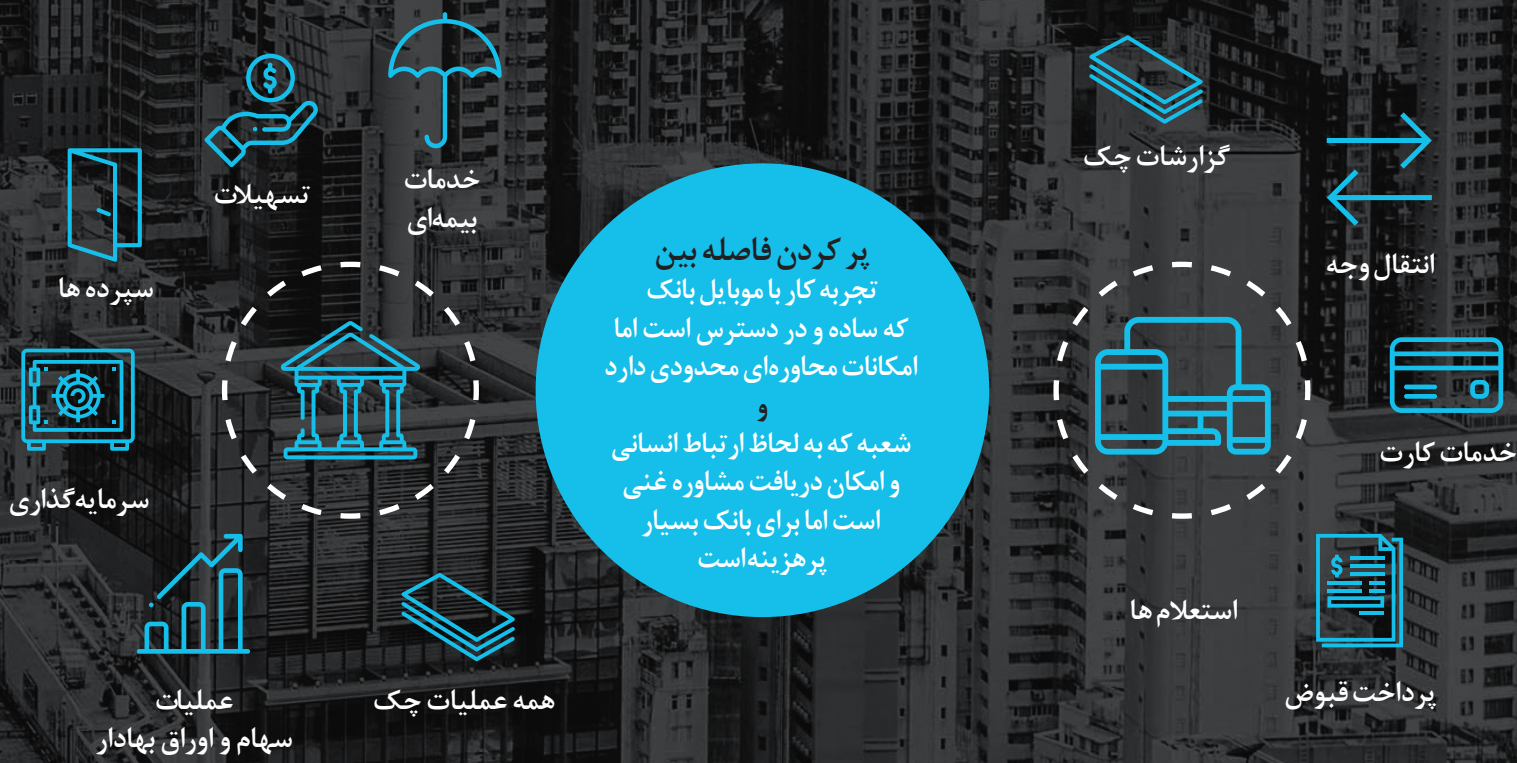 گزارشات چک
انتقال وجه
خدمات کارت
پرداخت قبوض
استعلام ها
پر کردن فاصله بین
تجربه کار با موبایل بانک
که ساده و در دسترس است اما
امکانات محاوره‌ای محدودی دارد
و
شعبه که به لحاظ ارتباط انسانی
و امکان دریافت مشاوره غنی
است اما برای بانک بسیار
پرهزینه‌است
خدمات
بیمه‌ای
تسهیلات
سپرده ها
سرمایه‌گذاری
عملیات
سهام و اوراق بهادار
همه عملیات چک